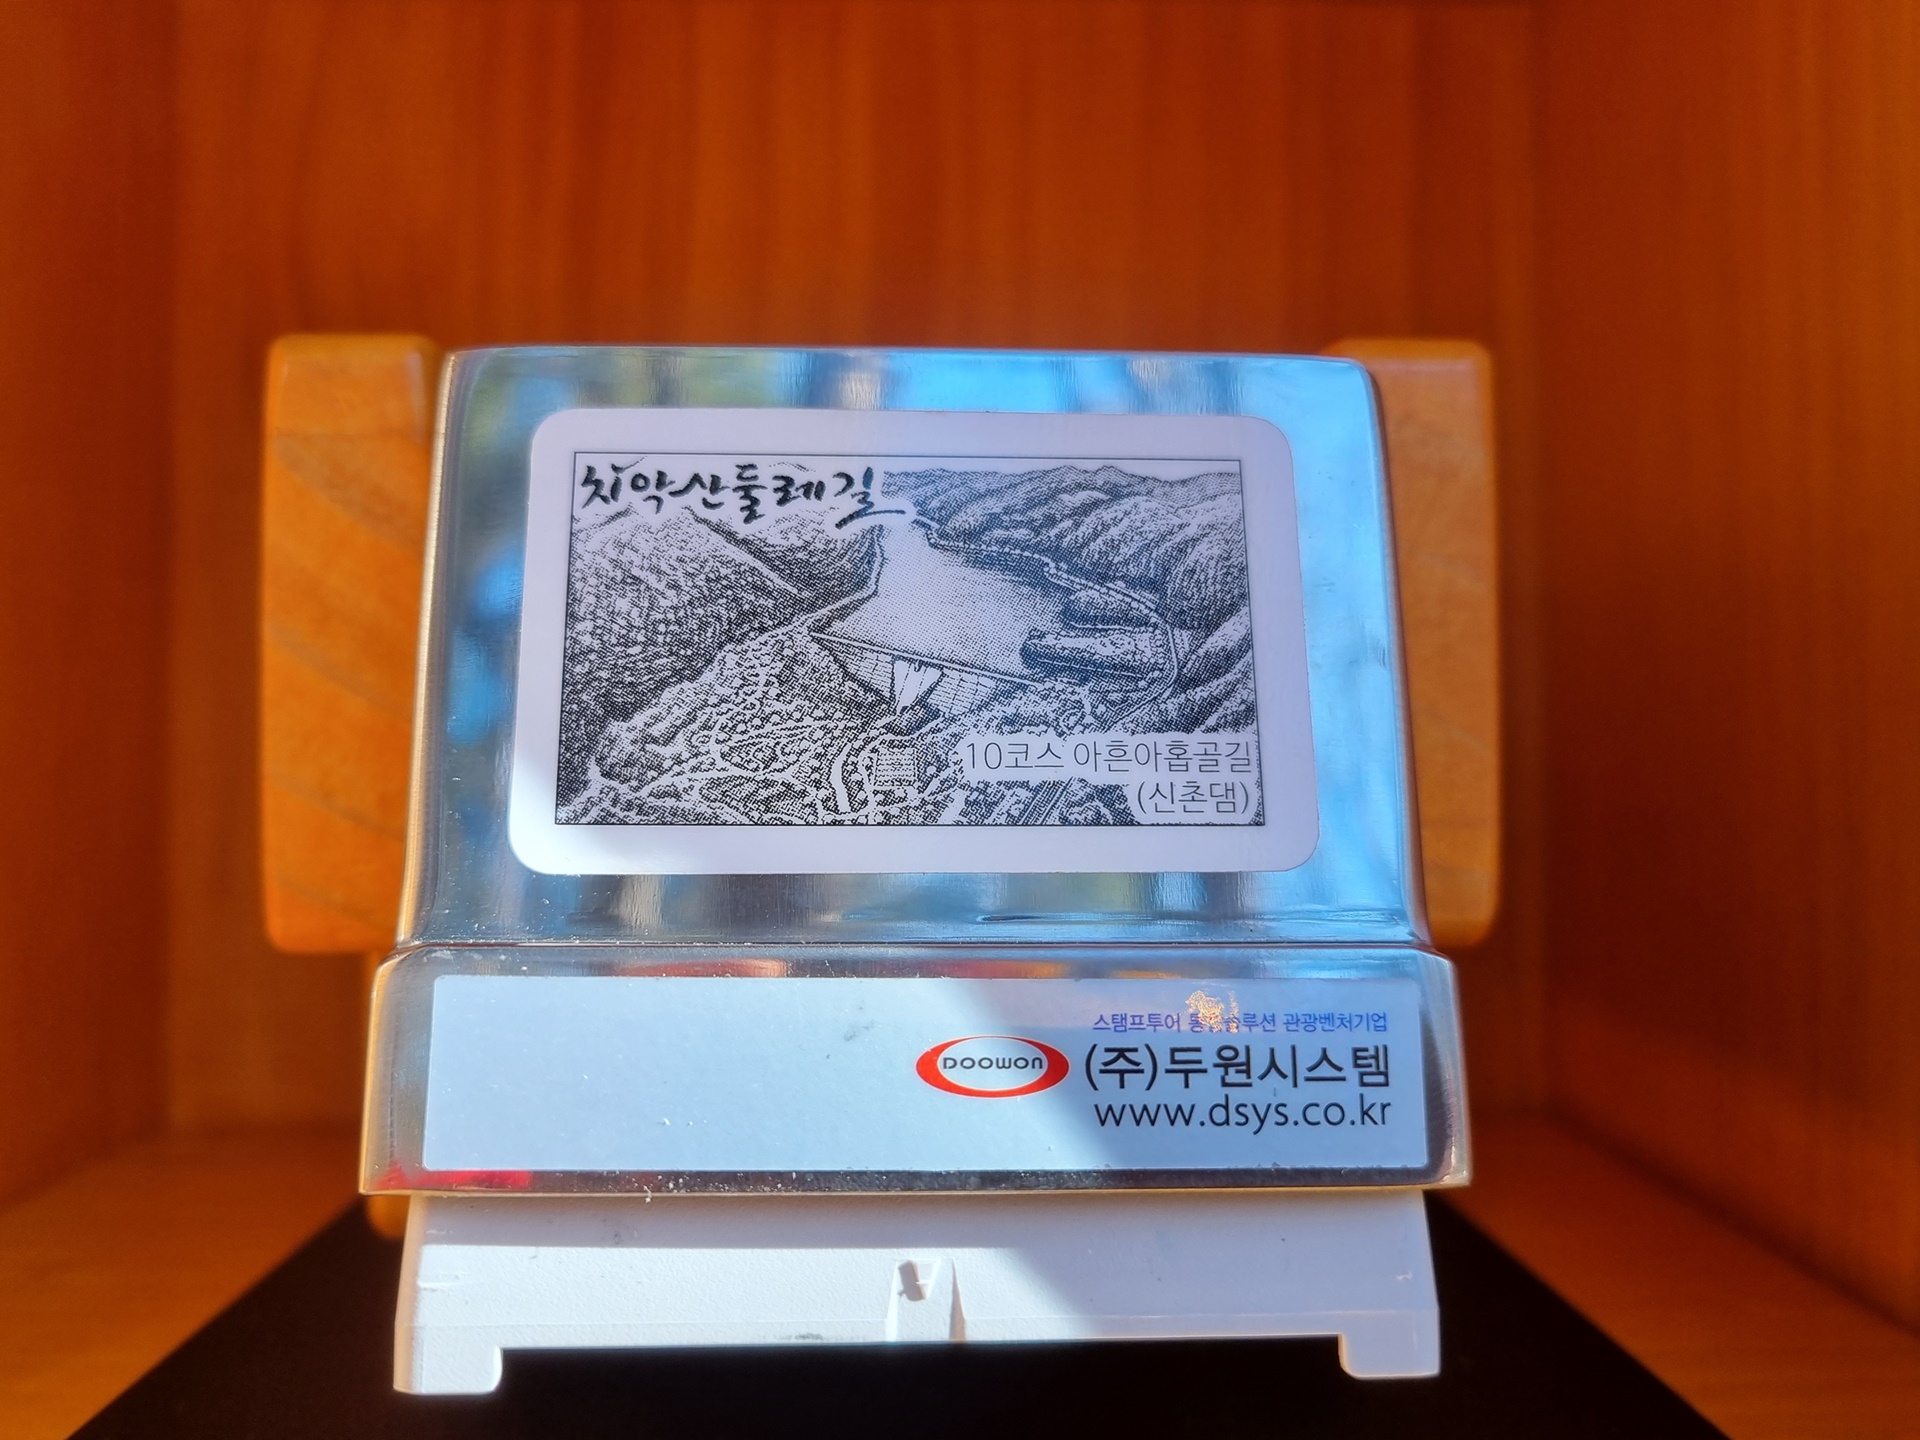 치악산둘레길
10코스 아흔아홉골길
(신촌댐)
스탬프투어 루션 관광벤처기업
DOOWON
(주)두원시스템
www.dsys.co.kr